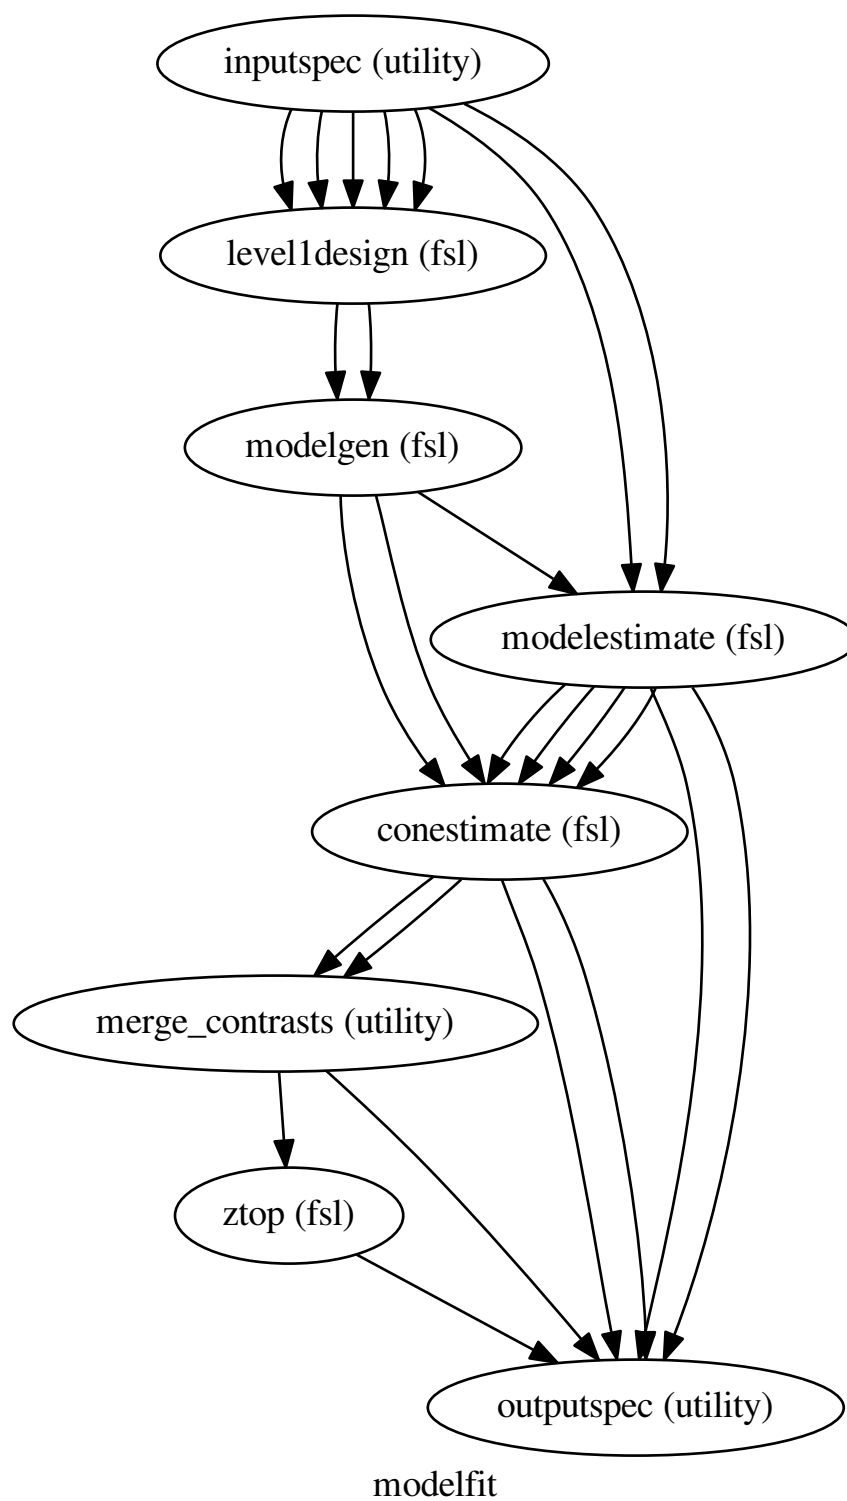 inputspec (utility)
level1design (fsl)
modelgen (fsl)
modelestimate (fsl)
conestimate (fsl)
merge_contrasts (utility)
ztop (fsl)
outputspec (utility)
modelfit